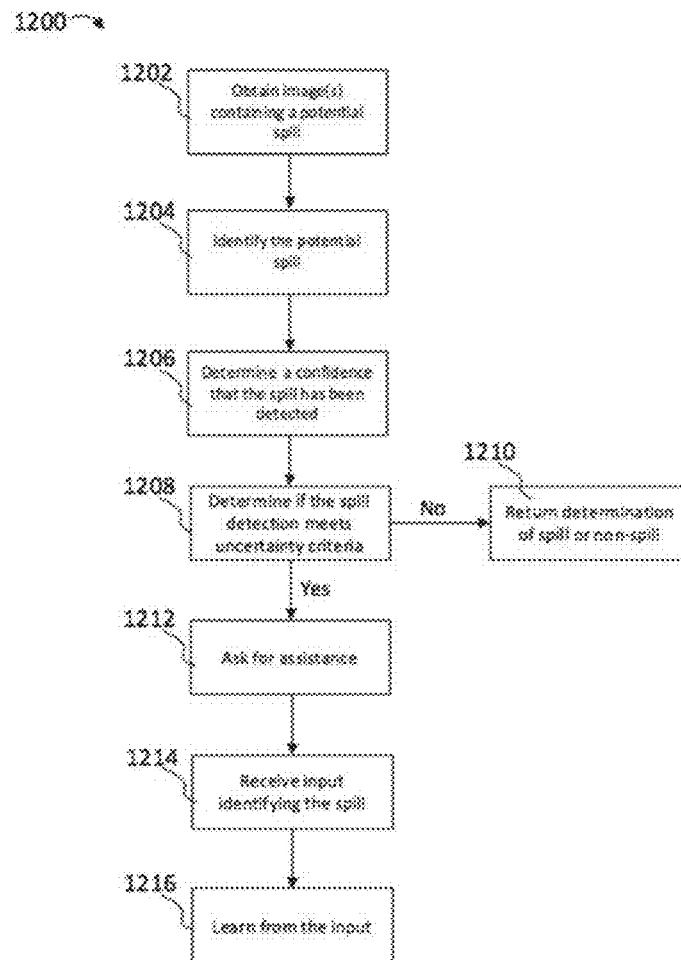 1200
1202
Obtain image(s)
containing a potential
spill
1204
Identify the potential
spill
1206
Determine a confidence
that the spill has been
detected
1208
Determine if the spill
detection meets
uncertainty criteria
No
1210
Return determination
of spill or non-spill
Yes
1212
Ask for assistance
1214
Receive input
identifying the spill
1216
Learn from the input